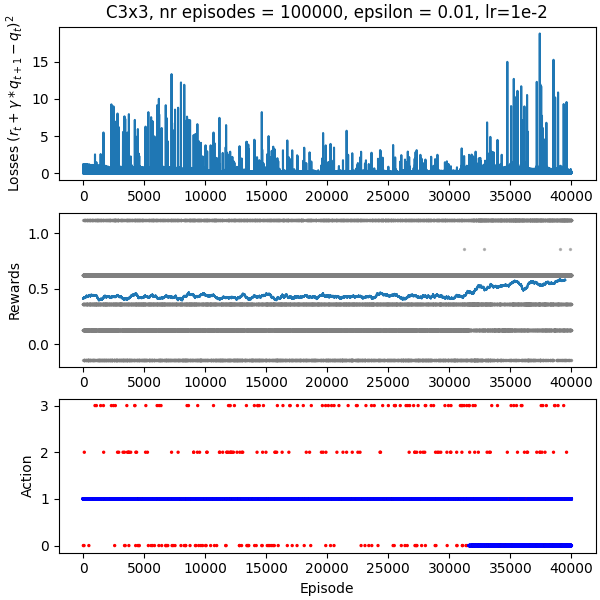 C3x3, nr episodes = 100000, epsilon = 0.01, lr=1e-2
Losses $(r_t + \gamma * q_{t+1} - q_t)^2$
15
10
5
0
0 5000 10000 15000 20000 25000 30000 35000 40000
Rewards
1.0
0.5
0.0
0 5000 10000 15000 20000 25000 30000 35000 40000
Action
3
2
1
0
0 5000 10000 15000 20000 25000 30000 35000 40000
Episode